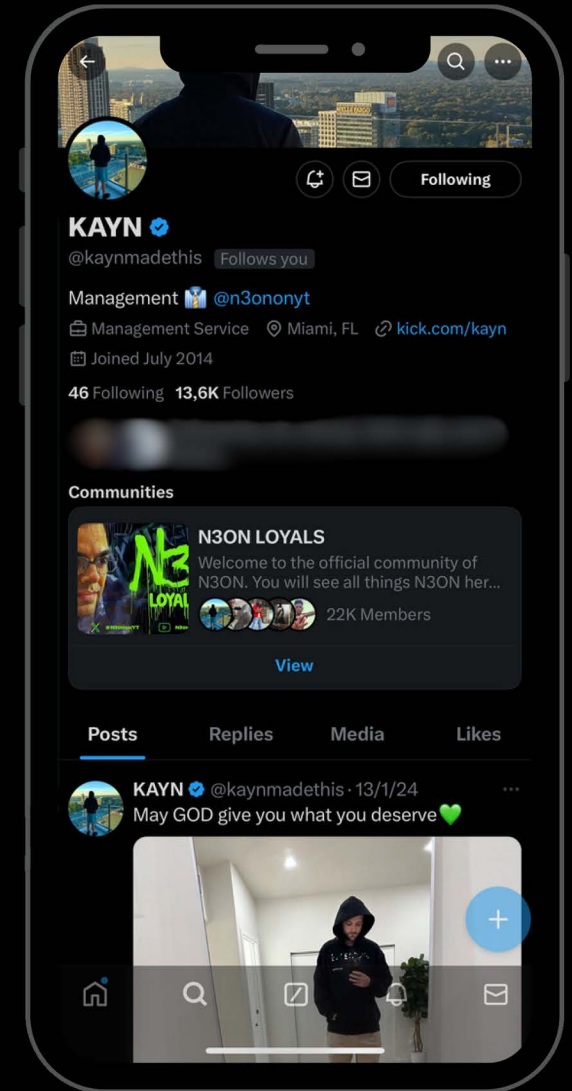 Following
KAYN
@kaynmadethis Follows you
Management 👔 @n3ononyt
Management Service Miami, FL kick.com/kayn
Joined July 2014
46 Following 13,6K Followers
Communities
N3ON LOYALS
Welcome to the official community of
N3ON. You will see all things N3ON her...
22K Members
N3
LOYAL
View
Posts Replies Media Likes
KAYN @kaynmadethis · 13/1/24 ...
May GOD give you what you deserve💚